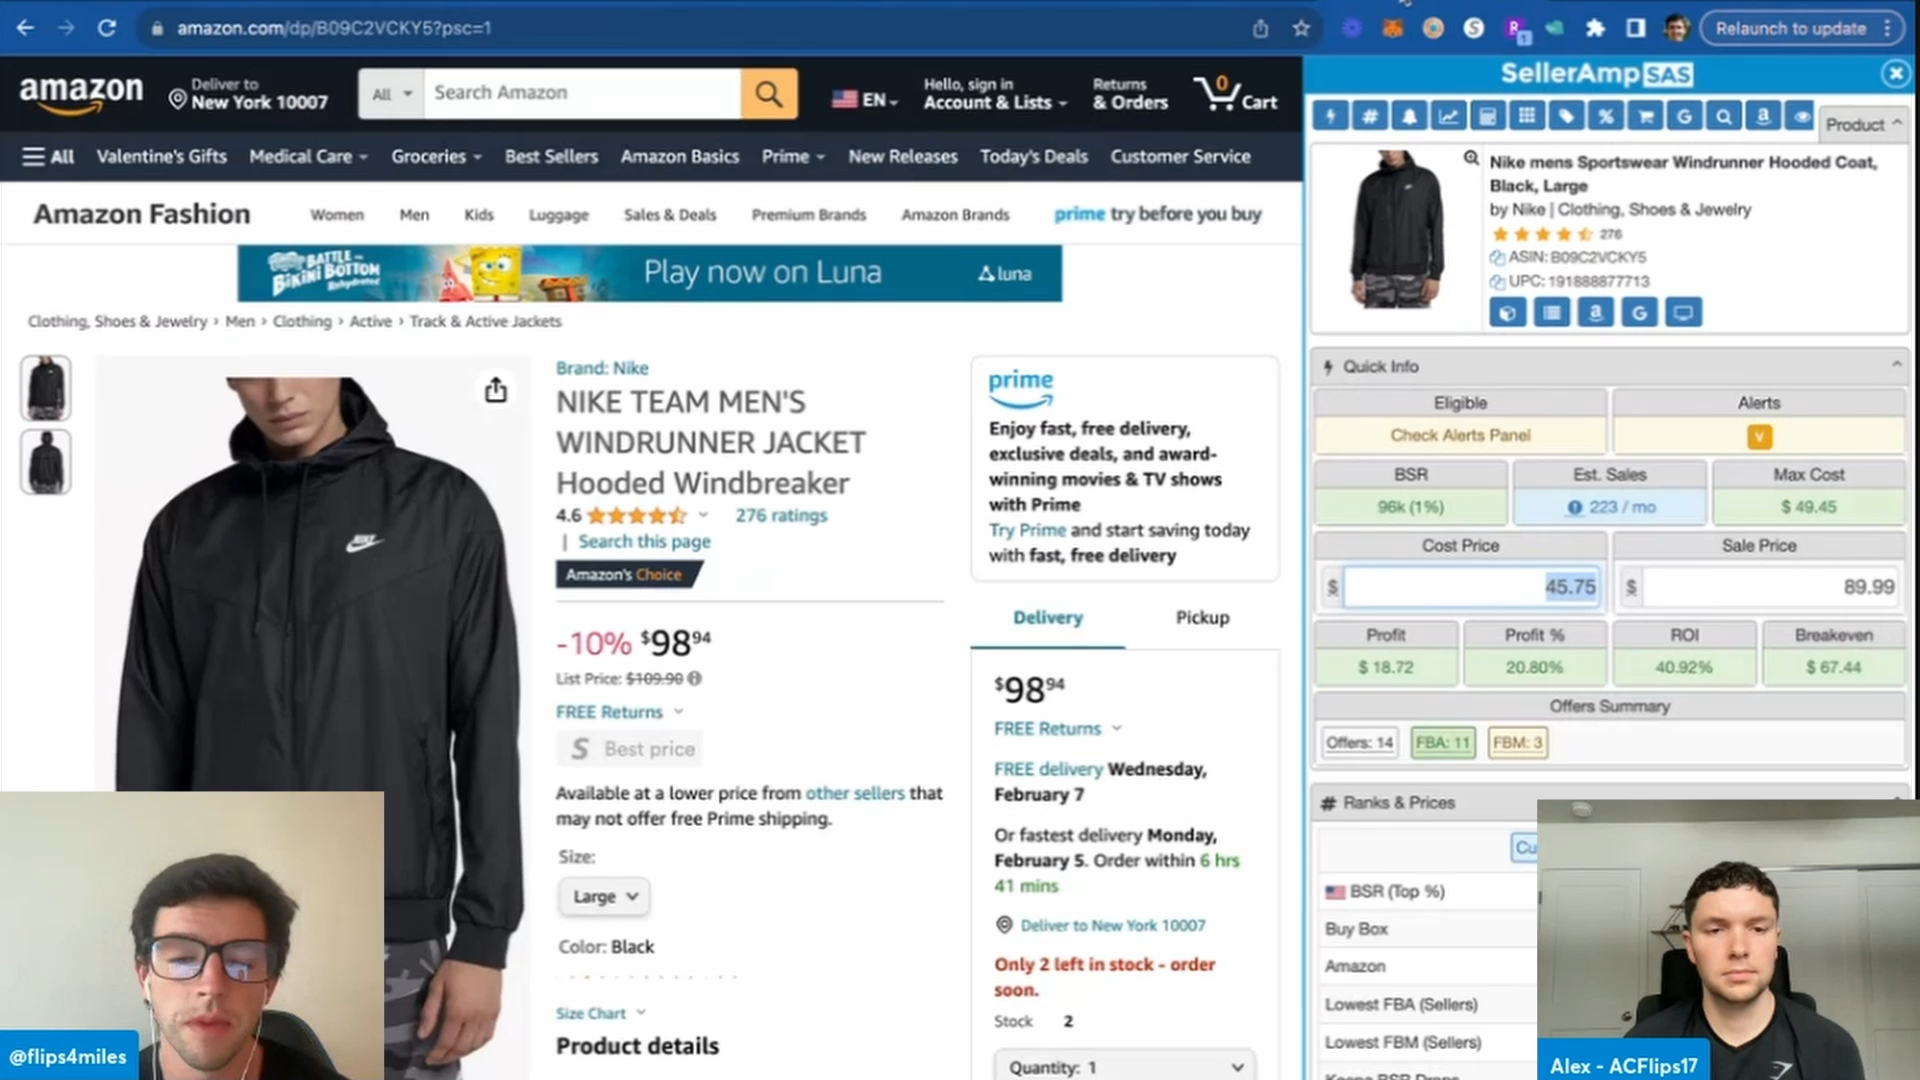 amazon.com/dp/B09C2VCKY5?psc=1
Relaunch to update
amazon
Deliver to
New York 10007
All
Search Amazon
EN
Hello, sign in
Account & Lists
Returns
& Orders
0
Cart
All
Valentine's Gifts
Medical Care
Groceries
Best Sellers
Amazon Basics
Prime
New Releases
Today's Deals
Customer Service
Amazon Fashion
Women
Men
Kids
Luggage
Sales & Deals
Premium Brands
Amazon Brands
prime try before you buy
BATTLE for
BIKINI BOTTOM
Rehydrated
Play now on Luna
luna
Clothing, Shoes & Jewelry › Men › Clothing › Active › Track & Active Jackets
Brand: Nike
NIKE TEAM MEN'S
WINDRUNNER JACKET
Hooded Windbreaker
4.6
276 ratings
| Search this page
Amazon's Choice
-10% $98 94
List Price: $109.90
FREE Returns
S Best price
Available at a lower price from other sellers that
may not offer free Prime shipping.
Size:
Large
Color: Black
Size Chart
Product details
prime
Enjoy fast, free delivery,
exclusive deals, and award-
winning movies & TV shows
with Prime
Try Prime and start saving today
with fast, free delivery
Delivery
Pickup
$98 94
FREE Returns
FREE delivery Wednesday,
February 7
Or fastest delivery Monday,
February 5. Order within 6 hrs
41 mins
Deliver to New York 10007
Only 2 left in stock - order
soon.
Stock 2
Quantity: 1
SellerAmp SAS
Product
Nike mens Sportswear Windrunner Hooded Coat,
Black, Large
by Nike | Clothing, Shoes & Jewelry
276
ASIN: B09C2VCKY5
UPC: 191888877713
Quick Info
Eligible
Alerts
Check Alerts Panel
V
BSR
Est. Sales
Max Cost
96k (1%)
223 / mo
$ 49.45
Cost Price
Sale Price
$ 45.75
$ 89.99
Profit
Profit %
ROI
Breakeven
$ 18.72
20.80%
40.92%
$ 67.44
Offers Summary
Offers: 14
FBA: 11
FBM: 3
# Ranks & Prices
Cu
BSR (Top %)
Buy Box
Amazon
Lowest FBA (Sellers)
Lowest FBM (Sellers)
@flips4miles
Alex - ACFlips17